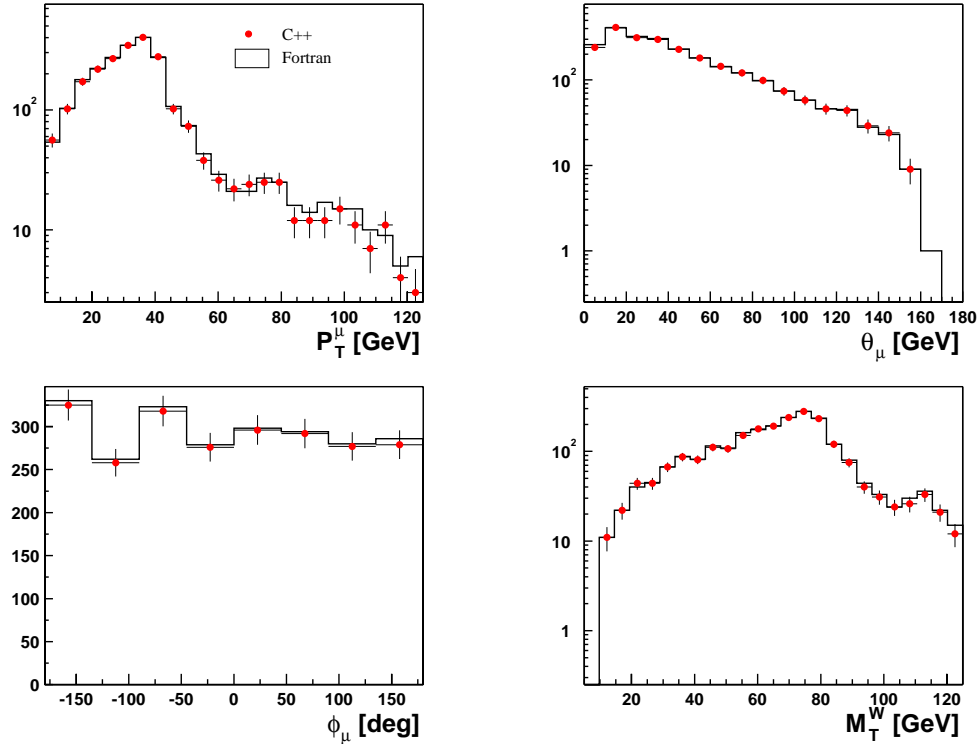 C++
Fortran
10²
10
20 40 60 80 100 120
P_T^μ [GeV]
10²
10
1
0 20 40 60 80 100 120 140 160 180
θ_μ [GeV]
300
250
200
150
100
50
0
-150 -100 -50 0 50 100 150
ϕ_μ [deg]
10²
10
1
20 40 60 80 100 120
M_T^W [GeV]